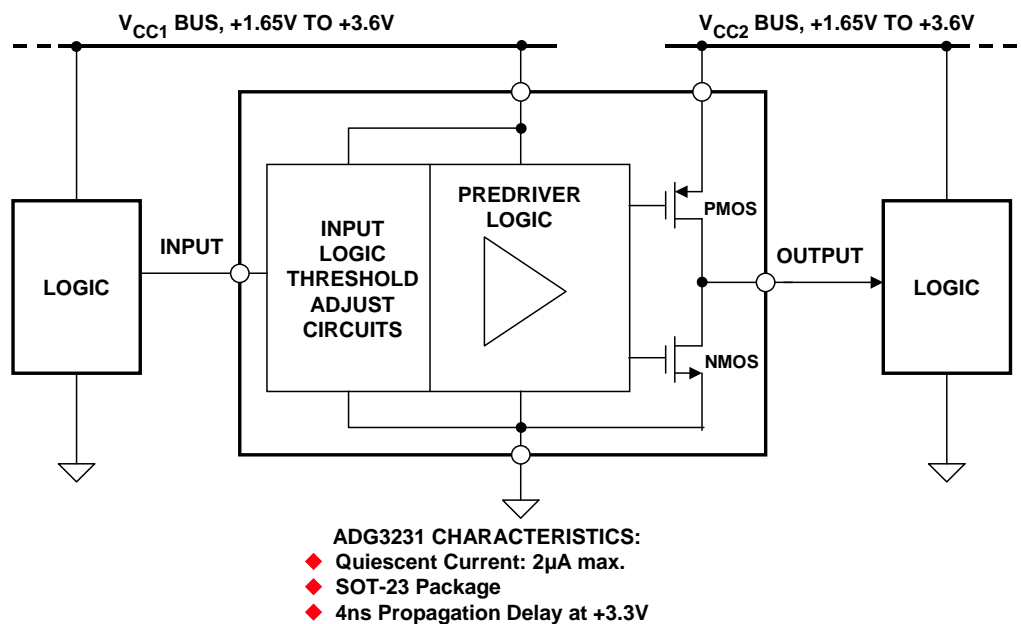 VCC1 BUS, +1.65V TO +3.6V
VCC2 BUS, +1.65V TO +3.6V
LOGIC
INPUT
INPUT
LOGIC
THRESHOLD
ADJUST
CIRCUITS
PREDRIVER
LOGIC
PMOS
NMOS
OUTPUT
LOGIC
ADG3231 CHARACTERISTICS:
Quiescent Current: 2µA max.
SOT-23 Package
4ns Propagation Delay at +3.3V